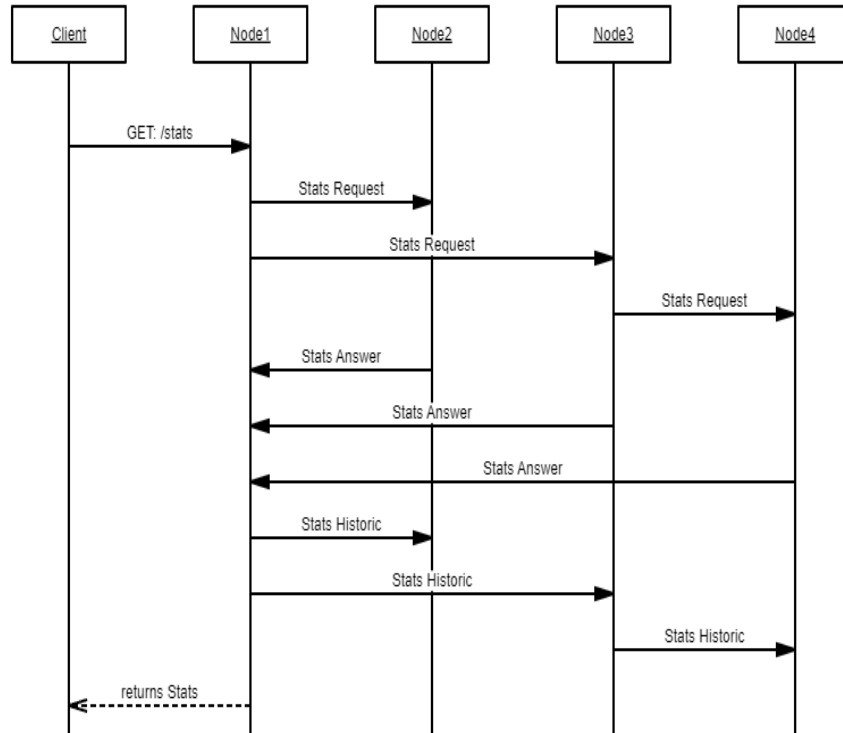 Client
Node1
Node2
Node3
Node4
GET: /stats
Stats Request
Stats Request
Stats Request
Stats Answer
Stats Answer
Stats Answer
Stats Historic
Stats Historic
Stats Historic
returns Stats